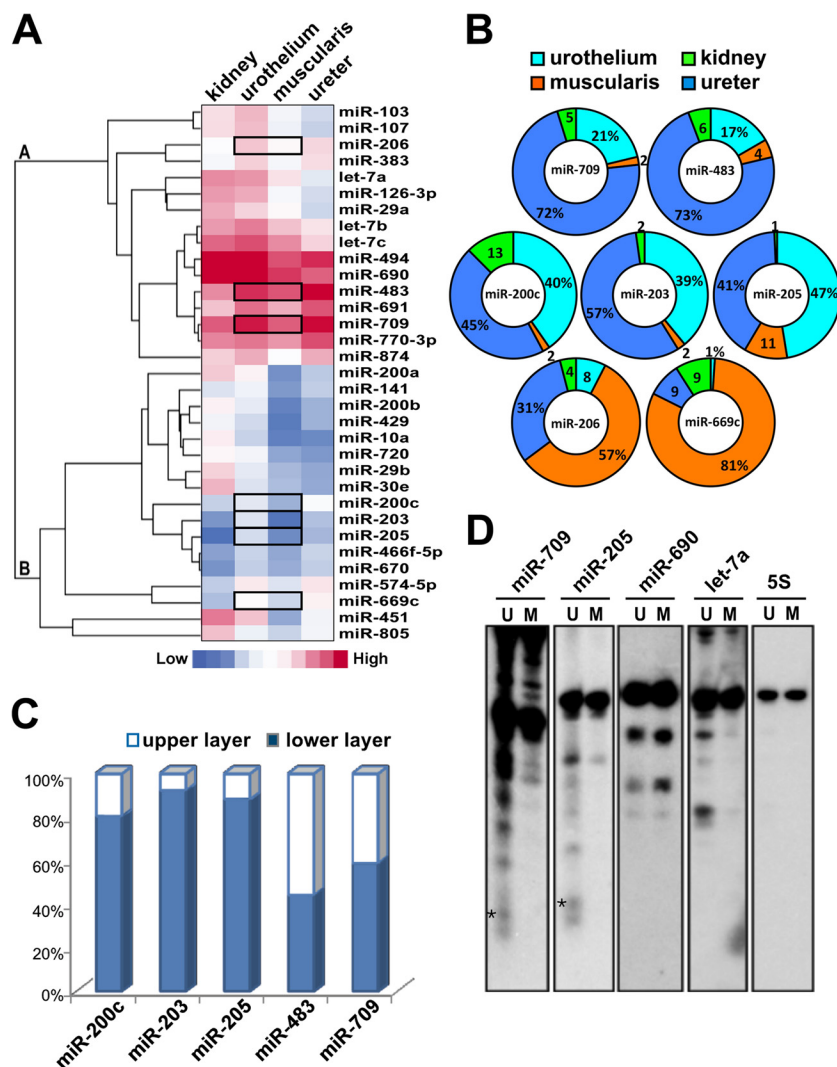 A
kidney
urothelium
muscularis
ureter
A
B
miR-103
miR-107
miR-206
miR-383
let-7a
miR-126-3p
miR-29a
let-7b
let-7c
miR-494
miR-690
miR-483
miR-691
miR-709
miR-770-3p
miR-874
miR-200a
miR-141
miR-200b
miR-429
miR-10a
miR-720
miR-29b
miR-30e
miR-200c
miR-203
miR-205
miR-466f-5p
miR-670
miR-574-5p
miR-669c
miR-451
miR-805
Low High
B
urothelium kidney
muscularis ureter
5 21% 2 72% miR-709
6 17% 4 73% miR-483
13 40% 2 45% miR-200c
2 39% 2 57% miR-203
1 47% 11 41% miR-205
4 8 57% 31% miR-206
1% 9 9 81% miR-669c
C
upper layer lower layer
100%
80%
60%
40%
20%
0%
miR-200c miR-203 miR-205 miR-483 miR-709
D
miR-709 miR-205 miR-690 let-7a 5S
U M U M U M U M U M
* *